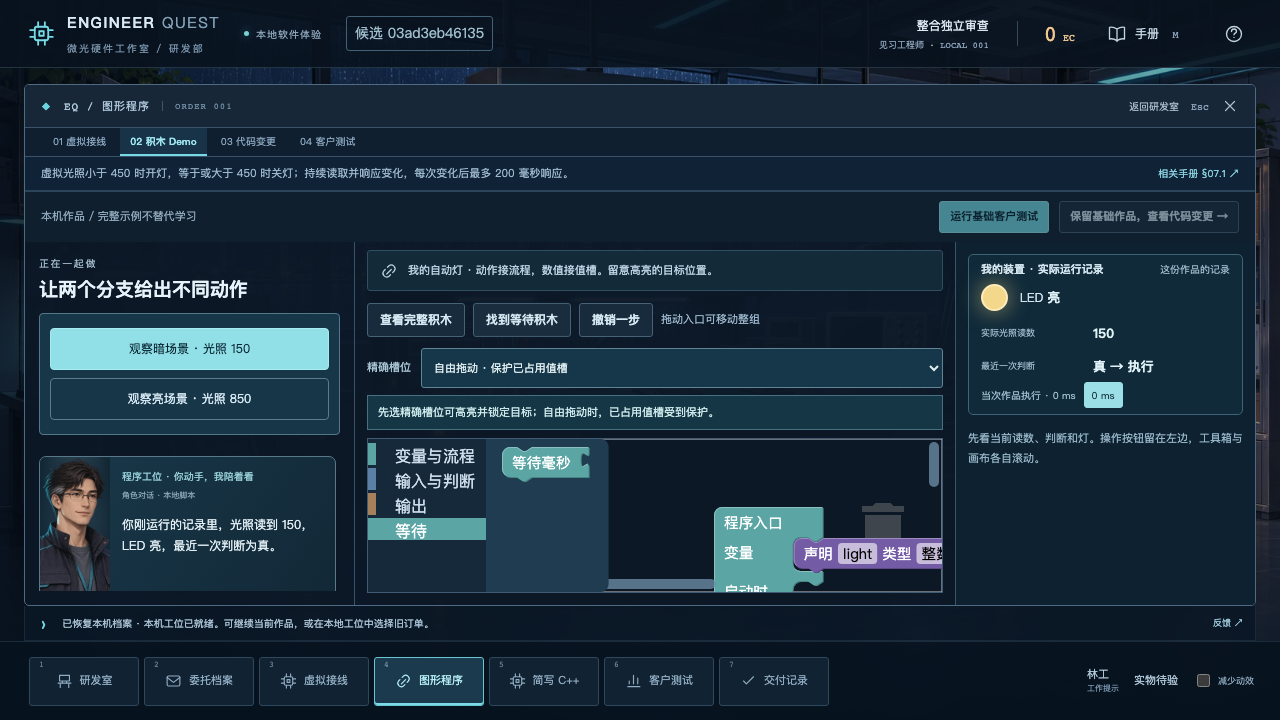 ENGINEER QUEST
微光硬件工作室 / 研发部
本地软件体验
候选 03ad3eb46135
整合独立审查
见习工程师 · LOCAL 001
0 EC
手册 M
EQ / 图形程序
ORDER 001
返回研发室 Esc
01 虚拟接线
02 积木 Demo
03 代码变更
04 客户测试
虚拟光照小于 450 时开灯，等于或大于 450 时关灯；持续读取并响应变化，每次变化后最多 200 毫秒响应。
相关手册 §07.1 ↗
本机作品 / 完整示例不替代学习
运行基础客户测试
保留基础作品，查看代码变更 →
正在一起做
让两个分支给出不同动作
观察暗场景 · 光照 150
观察亮场景 · 光照 850
程序工位 · 你动手，我陪着看
角色对话 · 本地脚本
你刚运行的记录里，光照读到 150，
LED 亮，最近一次判断为真。
我的自动灯 · 动作接流程，数值接值槽。留意高亮的目标位置。
查看完整积木
找到等待积木
撤销一步
拖动入口可移动整组
精确槽位
自由拖动 · 保护已占用值槽
先选精确槽位可高亮并锁定目标；自由拖动时，已占用值槽受到保护。
变量与流程
输入与判断
输出
等待
等待毫秒
程序入口
变量
声明 light 类型 整数
启动时
我的装置 · 实际运行记录
这份作品的记录
LED 亮
实际光照读数 150
最近一次判断 真 → 执行
当次作品执行 · 0 ms
0 ms
先看当前读数、判断和灯。操作按钮留在左边，工具箱与
画布各自滚动。
已恢复本机档案 · 本机工位已就绪。可继续当前作品，或在本地工位中选择旧订单。
反馈 ↗
1 研发室
2 委托档案
3 虚拟接线
4 图形程序
5 简写 C++
6 客户测试
7 交付记录
林工
工作提示
实物待验
减少动效